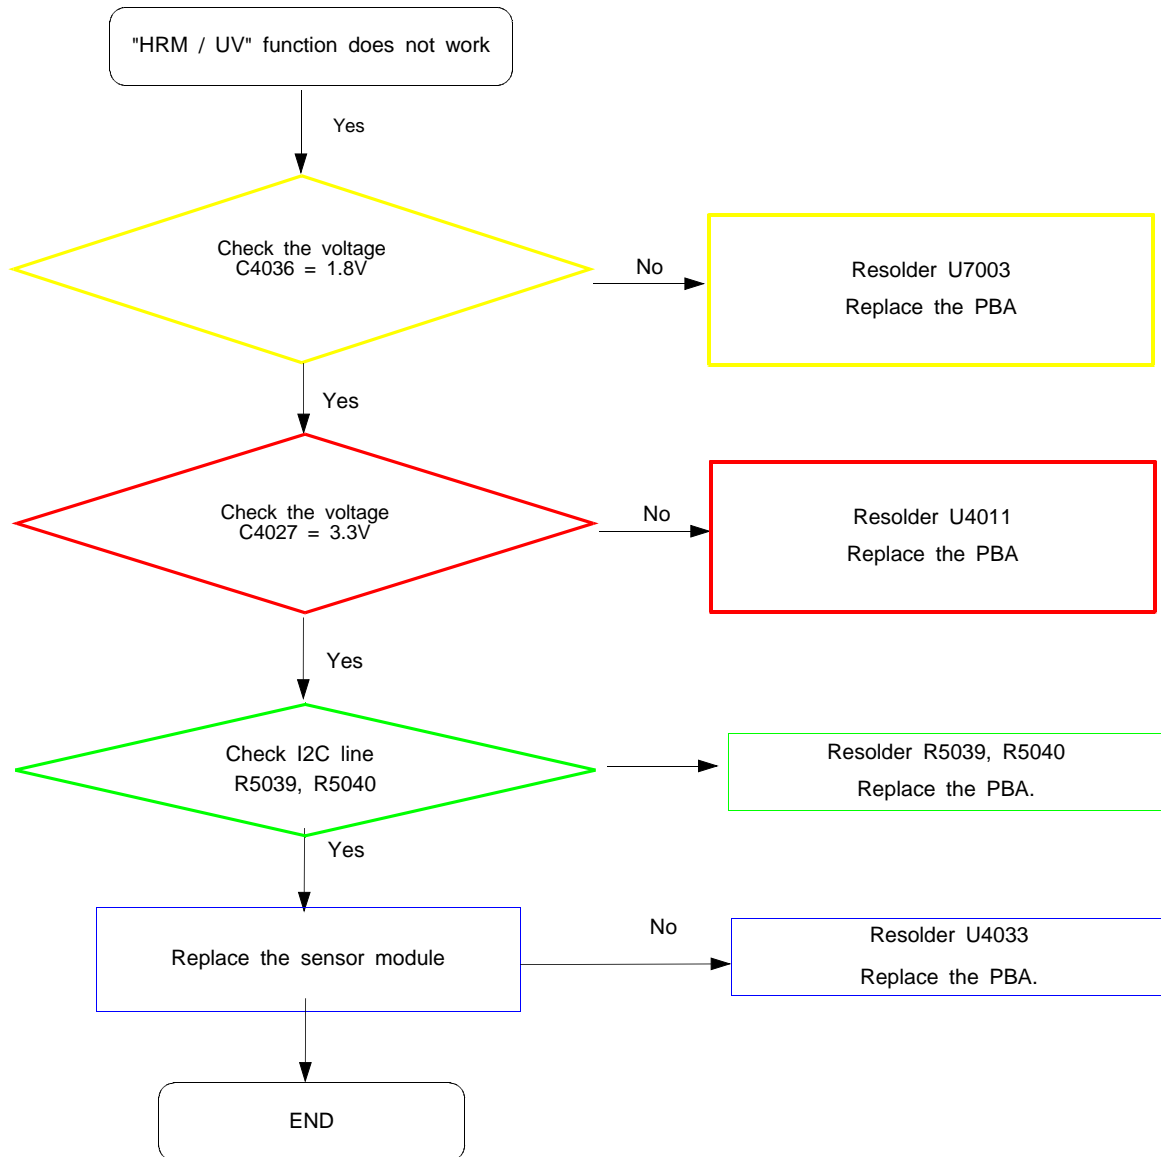 "HRM / UV" function does not work
Yes
Check the voltage
C4036 = 1.8V
No
Resolder U7003
Replace the PBA
Yes
Check the voltage
C4027 = 3.3V
No
Resolder U4011
Replace the PBA
Yes
Check I2C line
R5039, R5040
Resolder R5039, R5040
Replace the PBA.
Yes
Replace the sensor module
No
Resolder U4033
Replace the PBA.
END